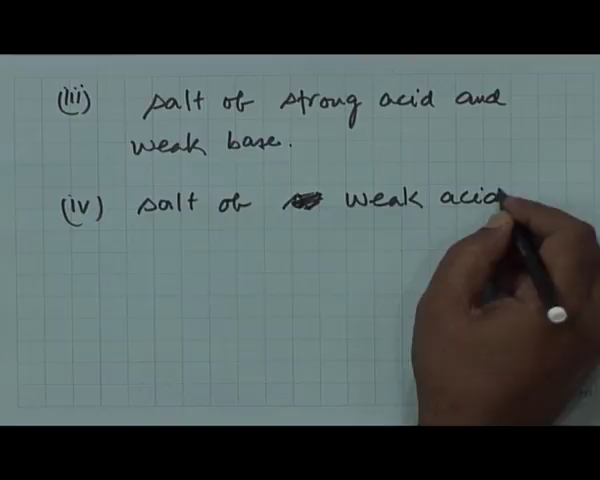 (iii) salt of strong acid and
weak base.
(iv) salt of weak acid